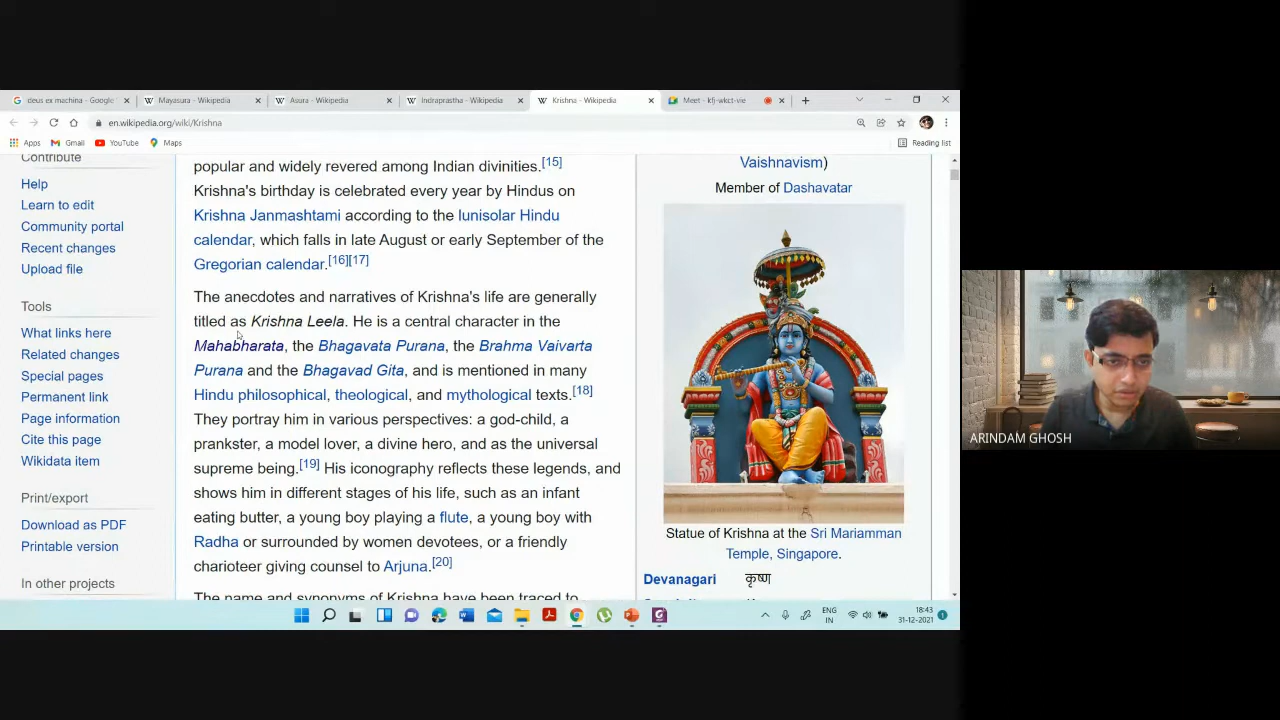 deus ex machina - Google
Mayasura - Wikipedia
Asura - Wikipedia
Indraprastha - Wikipedia
Krishna - Wikipedia
Meet - kfj-wkct-vie
en.wikipedia.org/wiki/Krishna
Apps
Gmail
YouTube
Maps
Reading list
Contribute
Help
Learn to edit
Community portal
Recent changes
Upload file
Tools
What links here
Related changes
Special pages
Permanent link
Page information
Cite this page
Wikidata item
Print/export
Download as PDF
Printable version
In other projects
popular and widely revered among Indian divinities.[15]
Krishna's birthday is celebrated every year by Hindus on
Krishna Janmashtami according to the lunisolar Hindu
calendar, which falls in late August or early September of the
Gregorian calendar.[16][17]
The anecdotes and narratives of Krishna's life are generally
titled as Krishna Leela. He is a central character in the
Mahabharata, the Bhagavata Purana, the Brahma Vaivarta
Purana and the Bhagavad Gita, and is mentioned in many
Hindu philosophical, theological, and mythological texts.[18]
They portray him in various perspectives: a god-child, a
prankster, a model lover, a divine hero, and as the universal
supreme being.[19] His iconography reflects these legends, and
shows him in different stages of his life, such as an infant
eating butter, a young boy playing a flute, a young boy with
Radha or surrounded by women devotees, or a friendly
charioteer giving counsel to Arjuna.[20]
The name and synonyms of Krishna have been traced to
Vaishnavism)
Member of Dashavatar
Statue of Krishna at the Sri Mariamman
Temple, Singapore.
Devanagari कृष्ण
ENG
IN
18:43
31-12-2021
ARINDAM GHOSH